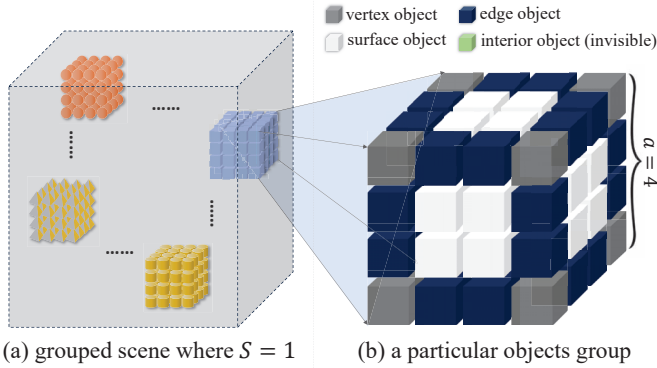 vertex object
edge object
surface object
interior object (invisible)
a = 4
(a) grouped scene where S = 1
(b) a particular objects group